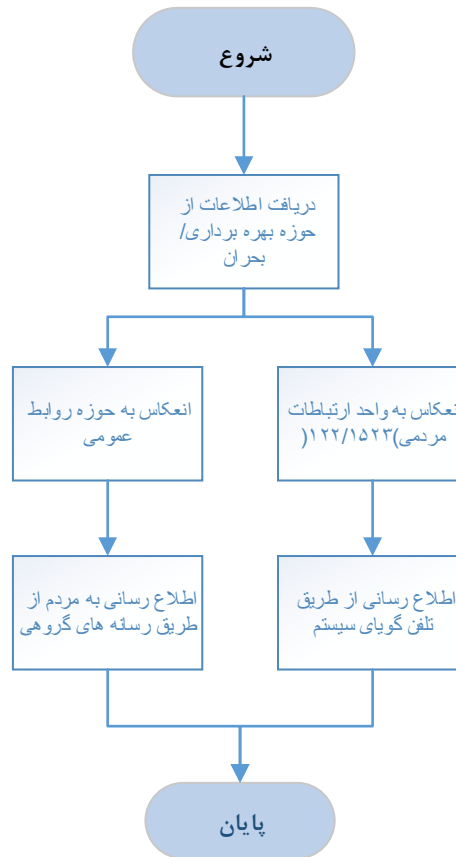 شروع
دریافت اطلاعات از
حوزه بهره برداری/
بحران
نعکاس به واحد ارتباطات
مردمی)۱۲۲/۱۵۲۳(
انعکاس به حوزه روابط
عمومی
اطلاع رسانی از طریق
تلفن گویای سیستم
اطلاع رسانی به مردم از
طریق رسانه های گروهی
پایان